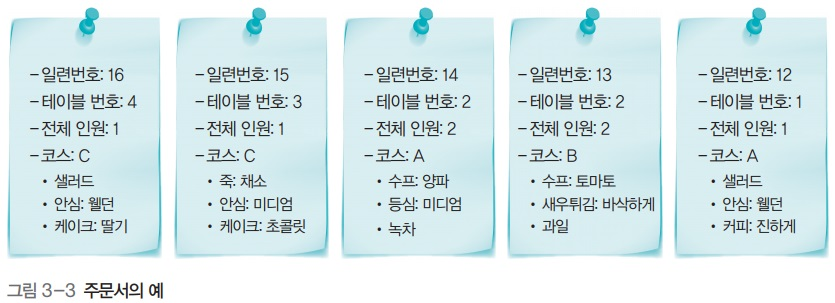 – 일련번호: 16
– 테이블 번호: 4
– 전체 인원: 1
– 코스: C
• 샐러드
• 안심: 웰던
• 케이크: 딸기
– 일련번호: 15
– 테이블 번호: 3
– 전체 인원: 1
– 코스: C
• 죽: 채소
• 안심: 미디엄
• 케이크: 초콜릿
– 일련번호: 14
– 테이블 번호: 2
– 전체 인원: 2
– 코스: A
• 수프: 양파
• 등심: 미디엄
• 녹차
– 일련번호: 13
– 테이블 번호: 2
– 전체 인원: 2
– 코스: B
• 수프: 토마토
• 새우튀김: 바삭하게
• 과일
– 일련번호: 12
– 테이블 번호: 1
– 전체 인원: 1
– 코스: A
• 샐러드
• 안심: 웰던
• 커피: 진하게
그림 3-3 주문서의 예